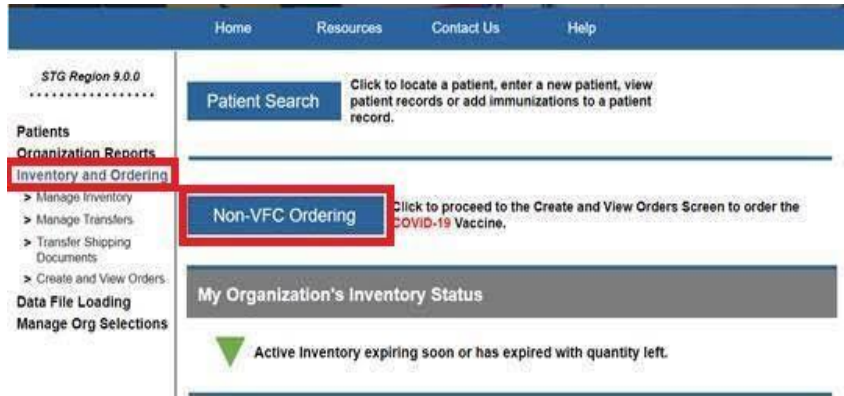 Home Resources Contact Us Help
STG Region 9.0.0
Patients
Organization Reports
Inventory and Ordering
> Manage Inventory
> Manage Transfers
> Transfer Shipping
Documents
> Create and View Orders
Data File Loading
Manage Org Selections
Patient Search
Click to locate a patient, enter a new patient, view
patient records or add immunizations to a patient
record.
Non-VFC Ordering
Click to proceed to the Create and View Orders Screen to order the
COVID-19 Vaccine.
My Organization's Inventory Status
Active Inventory expiring soon or has expired with quantity left.